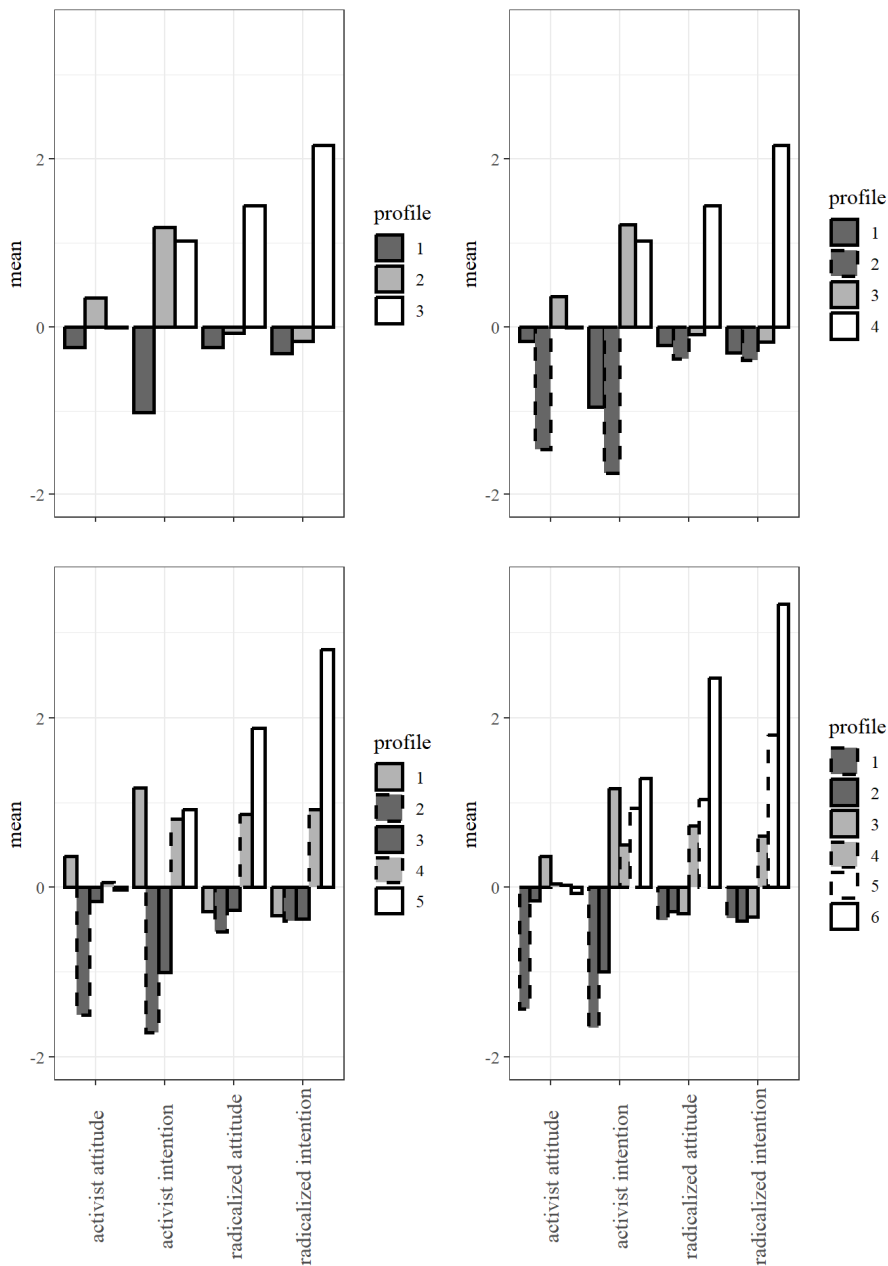 mean
2
0
-2
profile
1
2
3
mean
2
0
-2
profile
1
2
3
4
mean
2
0
-2
activist attitude
activist intention
radicalized attitude
radicalized intention
profile
1
2
3
4
5
mean
2
0
-2
activist attitude
activist intention
radicalized attitude
radicalized intention
profile
1
2
3
4
5
6